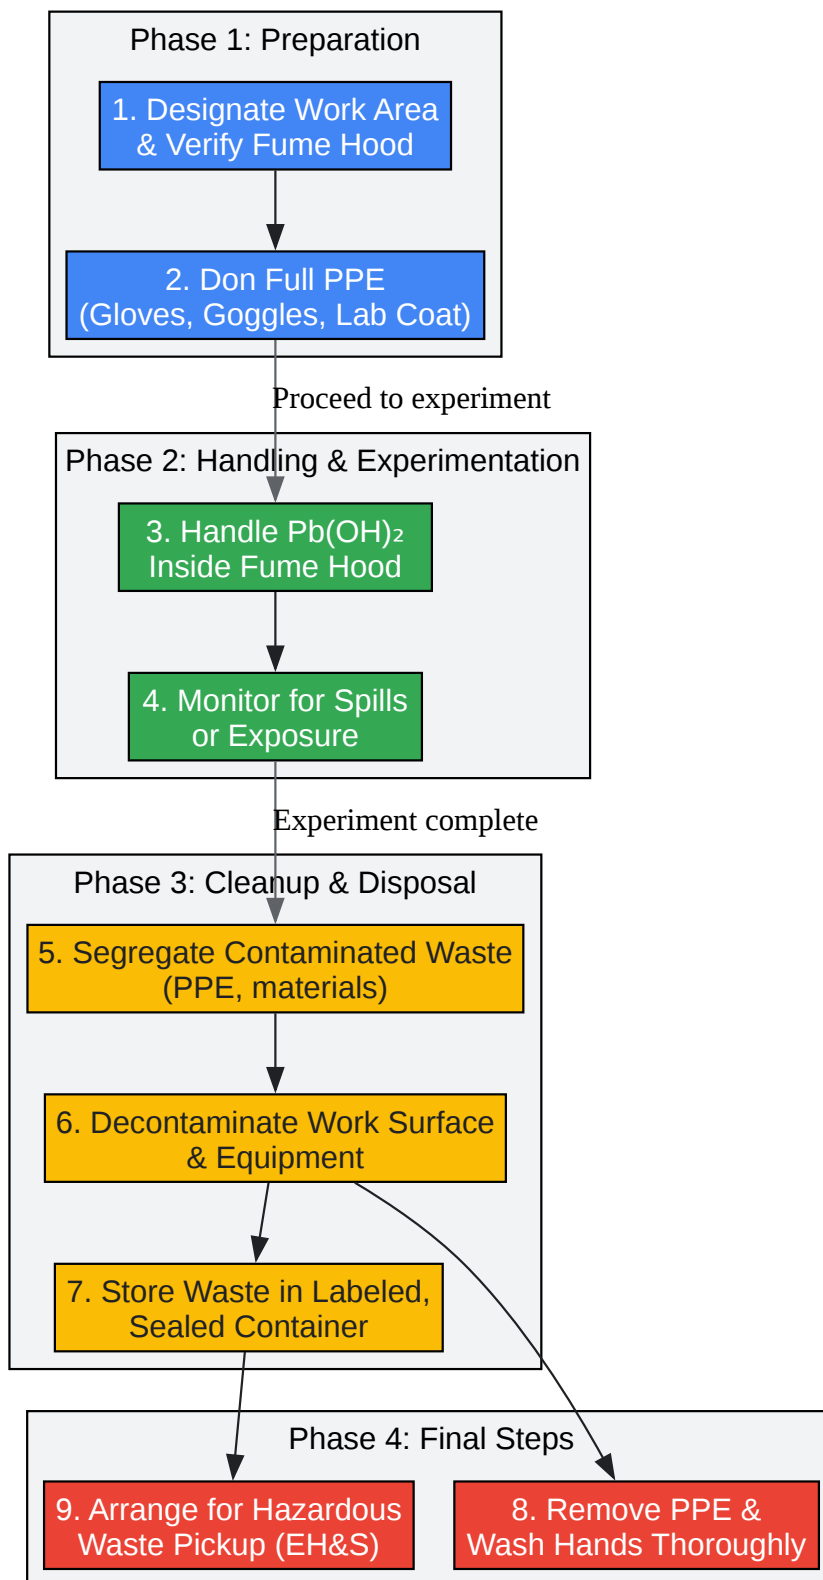 Phase 1: Preparation
1. Designate Work Area
& Verify Fume Hood
2. Don Full PPE
(Gloves, Goggles, Lab Coat)
Proceed to experiment
Phase 2: Handling & Experimentation
3. Handle Pb(OH)₂
Inside Fume Hood
4. Monitor for Spills
or Exposure
Experiment complete
Phase 3: Cleanup & Disposal
5. Segregate Contaminated Waste
(PPE, materials)
6. Decontaminate Work Surface
& Equipment
7. Store Waste in Labeled,
Sealed Container
Phase 4: Final Steps
9. Arrange for Hazardous
Waste Pickup (EH&S)
8. Remove PPE &
Wash Hands Thoroughly